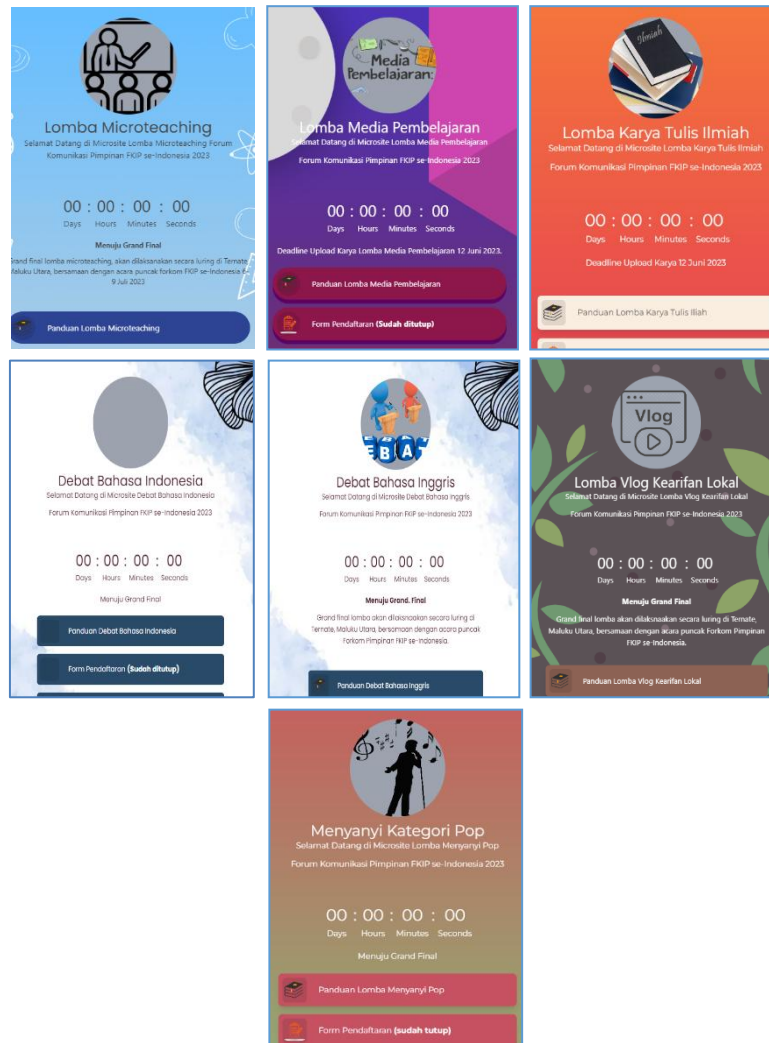 Lomba Microteaching
Selamat Datang di Microsite Lomba Microteaching Forum
Komunikasi Pimpinan FKIP se-Indonesia 2023
00 : 00 : 00 : 00
Days Hours Minutes Seconds
Menuju Grand Final
Grand final lomba microteaching, akan dilaksanakan secara luring di Ternate,
Maluku Utara, bersamaan dengan acara puncak forkom FKIP se-Indonesia 6-
9 Juli 2023
Panduan Lomba Microteaching
Media
Pembelajaran:
Lomba Media Pembelajaran
Selamat Datang di Microsite Lomba Media Pembelajaran
Forum Komunikasi Pimpinan FKIP se-Indonesia 2023
00 : 00 : 00 : 00
Days Hours Minutes Seconds
Deadline Upload Karya Lomba Media Pembelajaran 12 Juni 2023.
Panduan Lomba Media Pembelajaran
Form Pendaftaran (Sudah ditutup)
Ilmiah
Lomba Karya Tulis Ilmiah
Selamat Datang di Microsite Lomba Karya Tulis Ilmiah
Forum Komunikasi Pimpinan FKIP se-Indonesia 2023
00 : 00 : 00 : 00
Days Hours Minutes Seconds
Deadline Upload Karya 12 Juni 2023
Panduan Lomba Karya Tulis Iliah
Debat Bahasa Indonesia
Selamat Datang di Microsite Debat Bahasa Indonesia
Forum Komunikasi Pimpinan FKIP se-Indonesia 2023
00 : 00 : 00 : 00
Days Hours Minutes Seconds
Menuju Grand Final
Panduan Debat Bahasa Indonesia
Form Pendaftaran (Sudah ditutup)
EBAT
Debat Bahasa Inggris
Selamat Datang di Microsite Debat Bahasa Inggris
Forum Komunikasi Pimpinan FKIP se-Indonesia 2023
00 : 00 : 00 : 00
Days Hours Minutes Seconds
Menuju Grand. Final
Grand final lomba akan dilaksnaakan secara luring di
Ternate, Maluku Utara, bersamaan dengan acara puncak
Forkom Pimpinan FKIP se-Indonesia.
Panduan Debat Bahasa Inggris
Vlog
Lomba Vlog Kearifan Lokal
Selamat Datang di Microsite Lomba Vlog Kearifan Lokal
Forum Komunikasi Pimpinan FKIP se-Indonesia 2023
00 : 00 : 00 : 00
Days Hours Minutes Seconds
Menuju Grand Final
Grand final lomba akan dilaksnaakan secara luring di Ternate,
Maluku Utara, bersamaan dengan acara puncak Forkom Pimpinan
FKIP se-Indonesia.
Panduan Lomba Vlog Kearifan Lokal
Menyanyi Kategori Pop
Selamat Datang di Microsite Lomba Menyanyi Pop
Forum Komunikasi Pimpinan FKIP se-Indonesia 2023
00 : 00 : 00 : 00
Days Hours Minutes Seconds
Menuju Grand Final
Panduan Lomba Menyanyi Pop
Form Pendaftaran (sudah tutup)